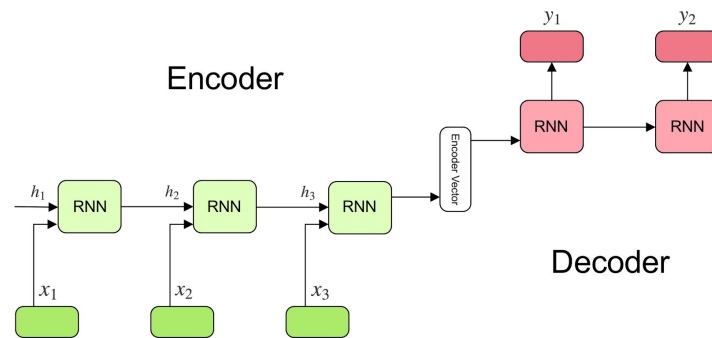 y₁
y₂
Encoder
RNN
RNN
Encoder Vector
h₁
RNN
h₂
RNN
h₃
RNN
Decoder
x₁
x₂
x₃